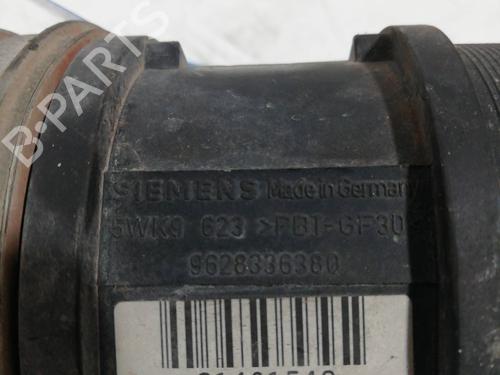 B-PARTS
SIEMENS Made in Germany
5WK9 623 >PBT-GF30
9628336380